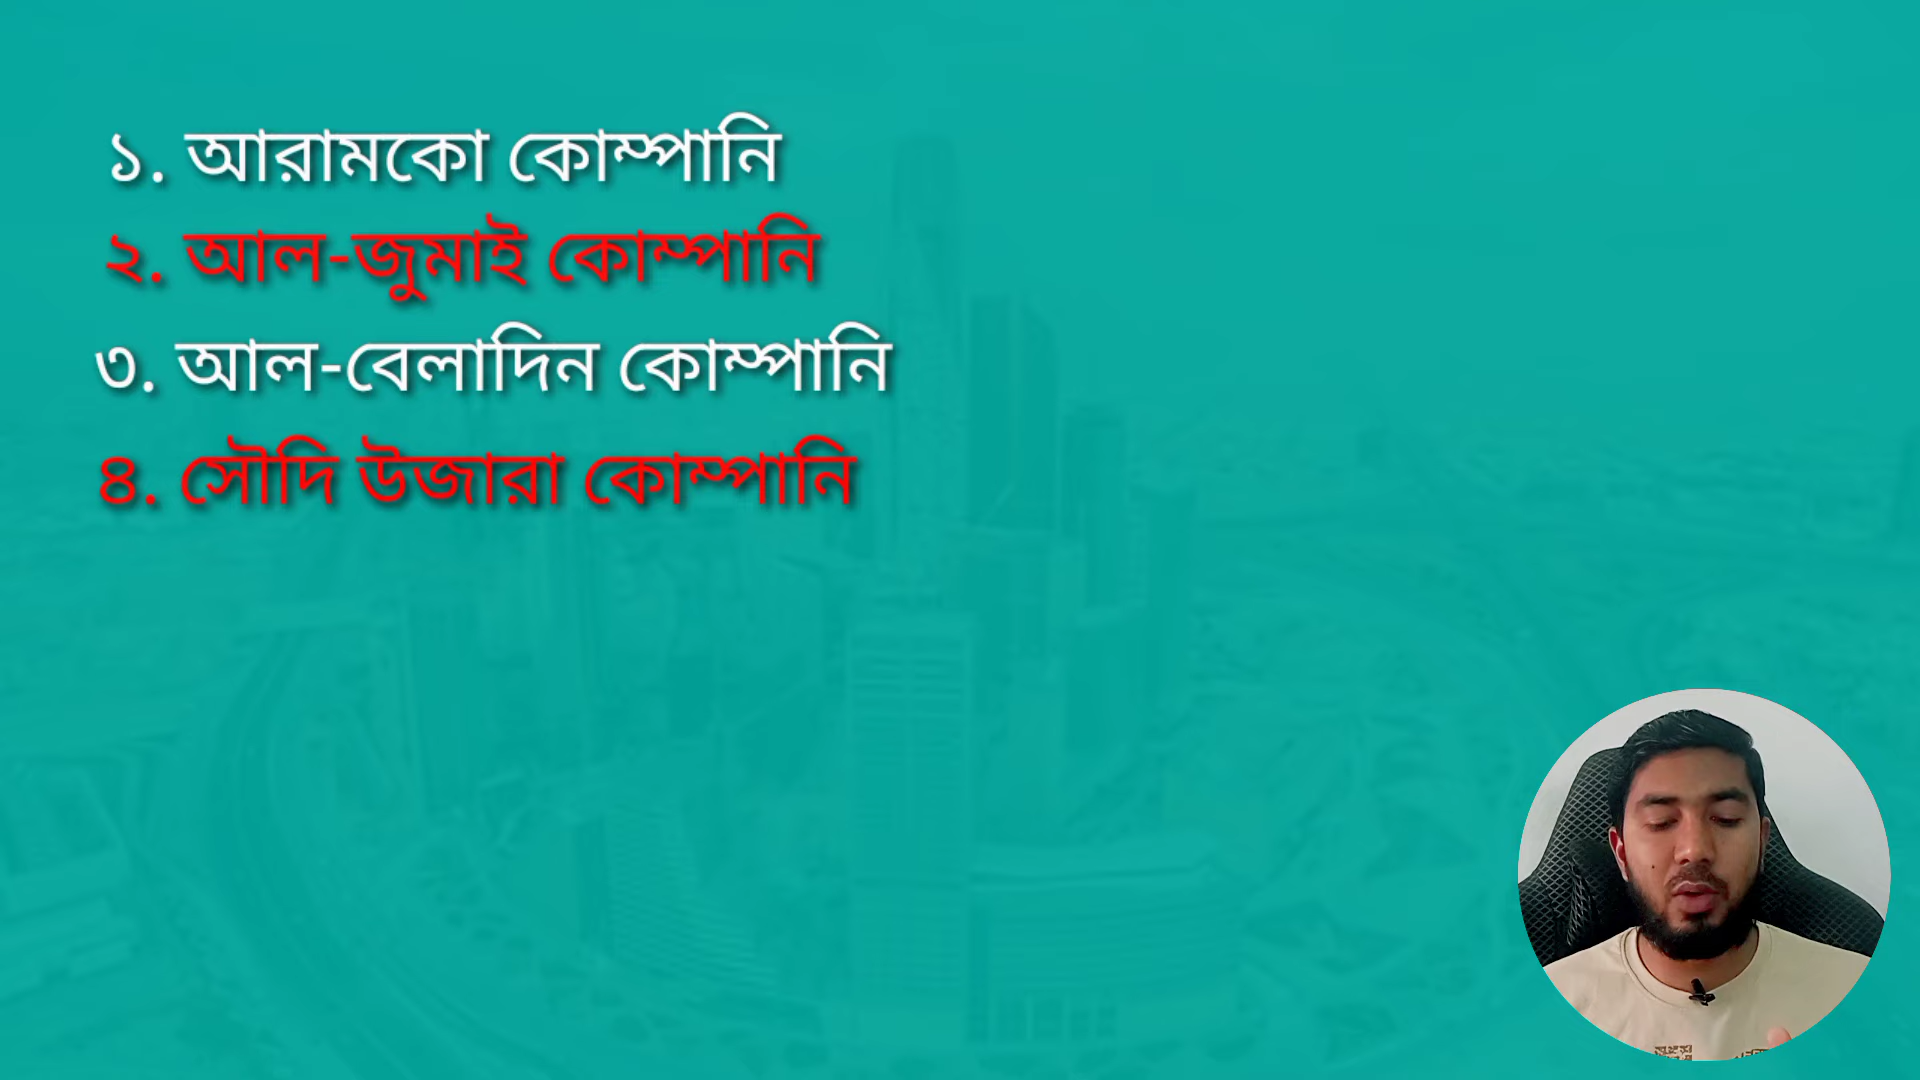 ১. আরামকো কোম্পানি
২. আল-জুমাই কোম্পানি
৩. আল-বেলাদিন কোম্পানি
৪. সৌদি উজারা কোম্পানি